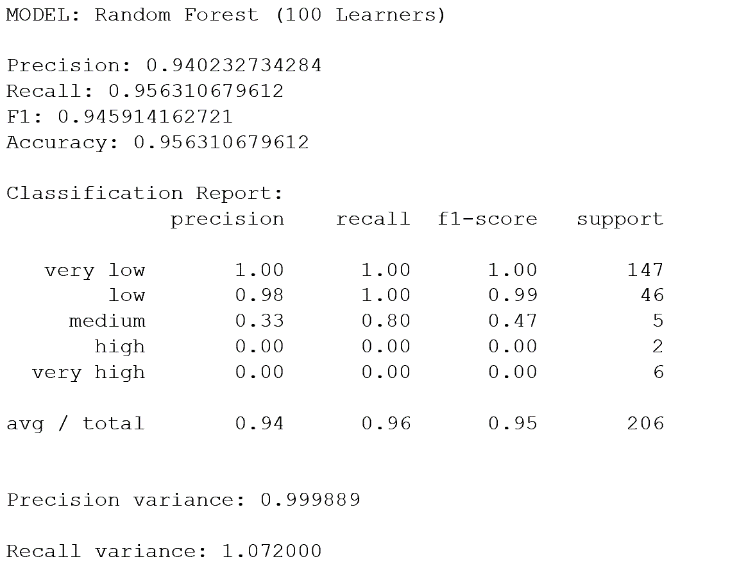 MODEL: Random Forest (100 Learners)
Precision: 0.940232734284
Recall: 0.956310679612
F1: 0.945914162721
Accuracy: 0.956310679612
Classification Report:
precision recall f1-score support
very low 1.00 1.00 1.00 147
low 0.98 1.00 0.99 46
medium 0.33 0.80 0.47 5
high 0.00 0.00 0.00 2
very high 0.00 0.00 0.00 6
avg / total 0.94 0.96 0.95 206
Precision variance: 0.999889
Recall variance: 1.072000